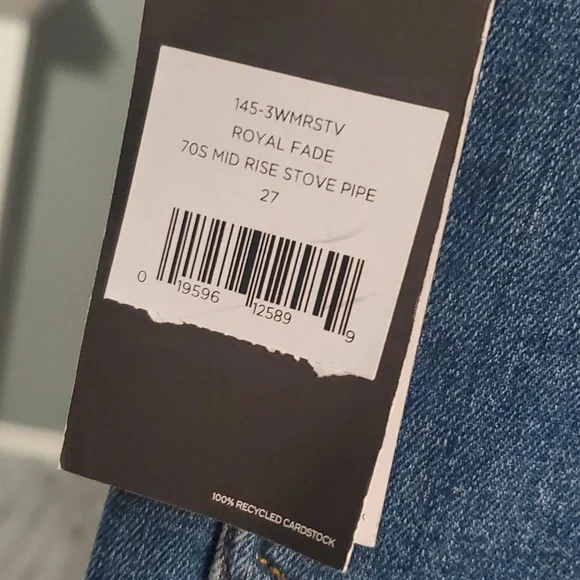 145-3WMRSTV
ROYAL FADE
70S MID RISE STOVE PIPE
27
0 19596 12589 9
100% RECYCLED CARDSTOCK